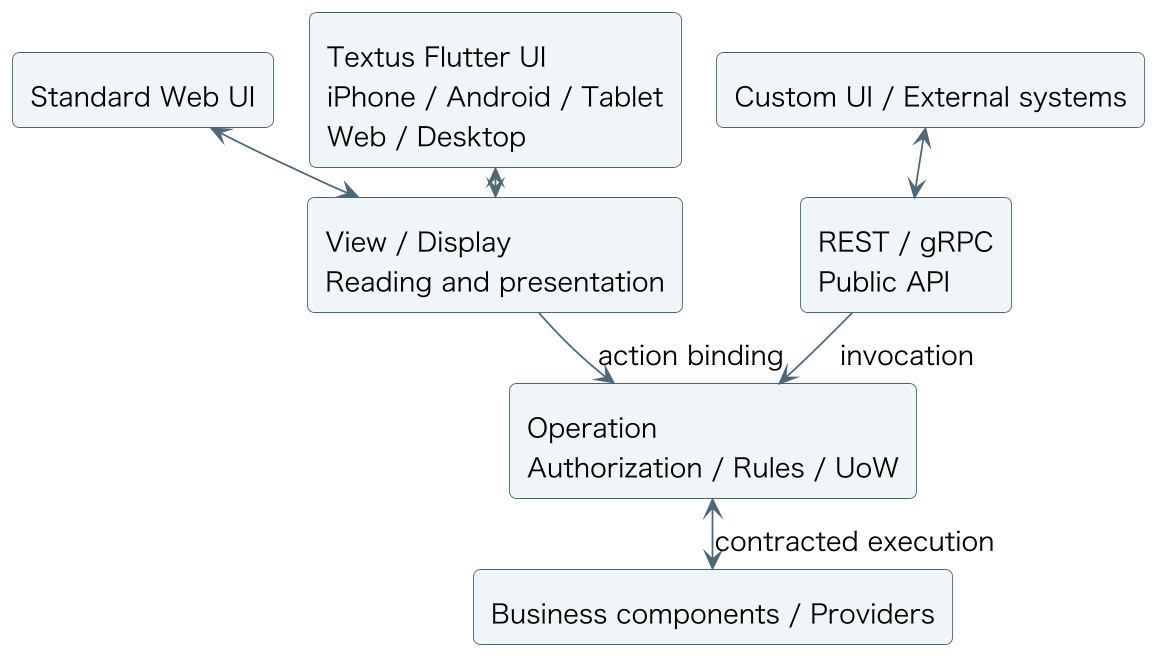 Standard Web UI
Textus Flutter UI
iPhone / Android / Tablet
Web / Desktop
Custom UI / External systems
View / Display
Reading and presentation
REST / gRPC
Public API
action binding
invocation
Operation
Authorization / Rules / UoW
contracted execution
Business components / Providers